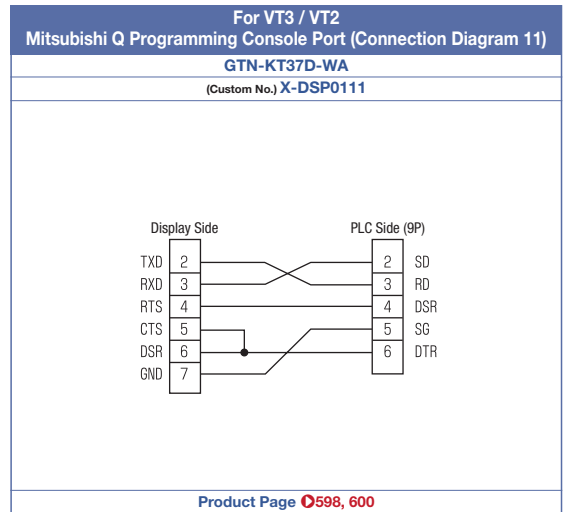 For VT3 / VT2
Mitsubishi Q Programming Console Port (Connection Diagram 11)
GTN-KT37D-WA
(Custom No.) X-DSP0111
Display Side PLC Side (9P)
TXD 2 2 SD
RXD 3 3 RD
RTS 4 4 DSR
CTS 5 5 SG
DSR 6 6 DTR
GND 7
Product Page 598, 600